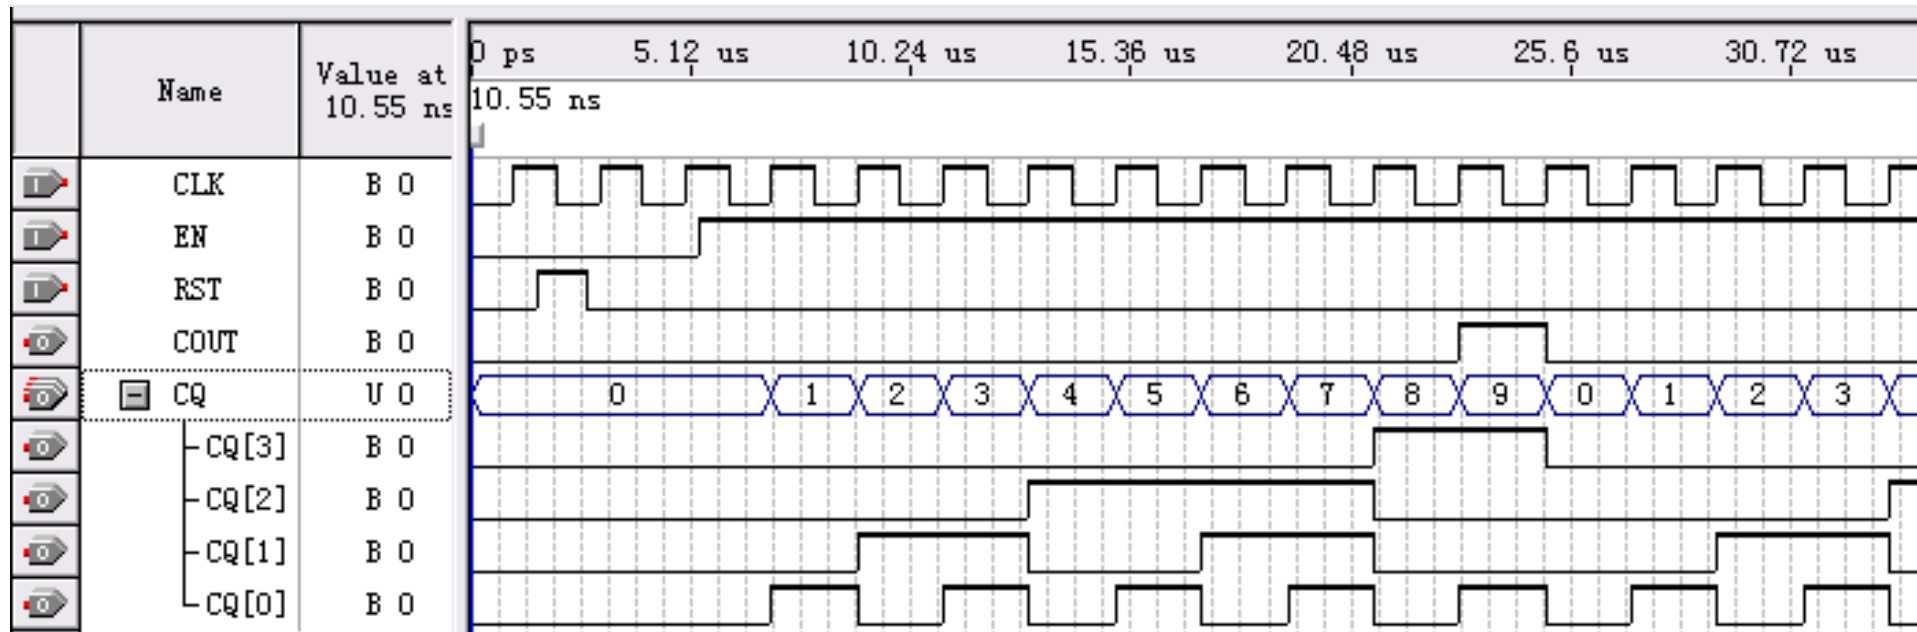 Name
Value at
10.55 ns
0 ps 5.12 us 10.24 us 15.36 us 20.48 us 25.6 us 30.72 us
10.55 ns
CLK B 0
EN B 0
RST B 0
COUT B 0
CQ U 0 0 1 2 3 4 5 6 7 8 9 0 1 2 3
CQ[3] B 0
CQ[2] B 0
CQ[1] B 0
CQ[0] B 0